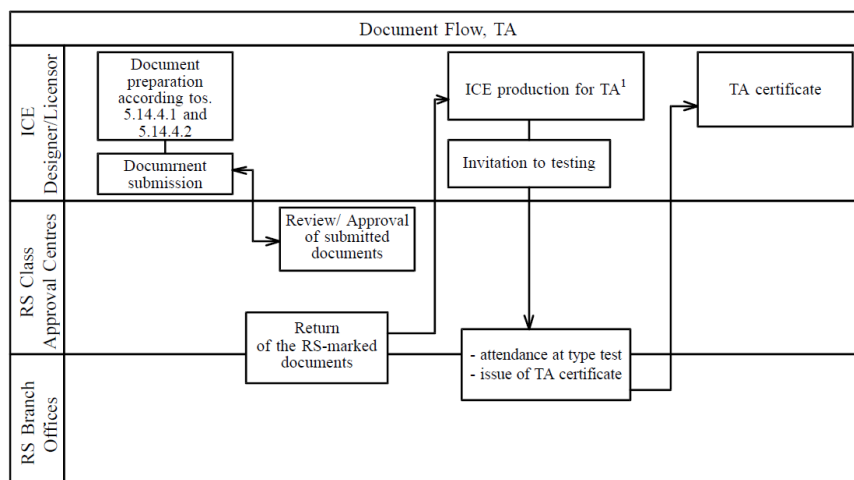 Document Flow, TA
ICE
Designer/Licensor
Document
preparation
according tos.
5.14.4.1 and
5.14.4.2
Documrnent
submission
ICE production for TA¹
Invitation to testing
TA certificate
RS Class
Approval Centres
Review/ Approval
of submitted
documents
Return
of the RS-marked
documents
- attendance at type test
- issue of TA certificate
RS Branch
Offices